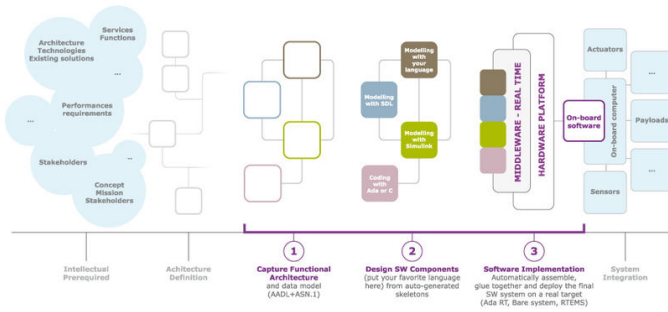 Services
Functions
Architecture
Technologies
Existing solutions
...
Performances
requirements
...
Stakeholders
..
Concept
Mission
Stakeholders
Modelling
with
your
language
Modelling
with SDL
Modelling
with
Simulink
Coding
with
Ada or C
MIDDLEWARE - REAL TIME
HARDWARE PLATFORM
On-board
software
Actuators
On-board computer
Sensors
...
Payloads
...
1
2
3
Intellectual
Prerequired
Achitecture
Definition
Capture Functional
Architecture
and data model
(AADL+ASN.1)
Design SW Components
(put your favorite language
here) from auto-generated
skeletons
Software Implementation
Automatically assemble,
glue together and deploy the final
SW system on a real target
(Ada RT, Bare system, RTEMS)
System
Integration